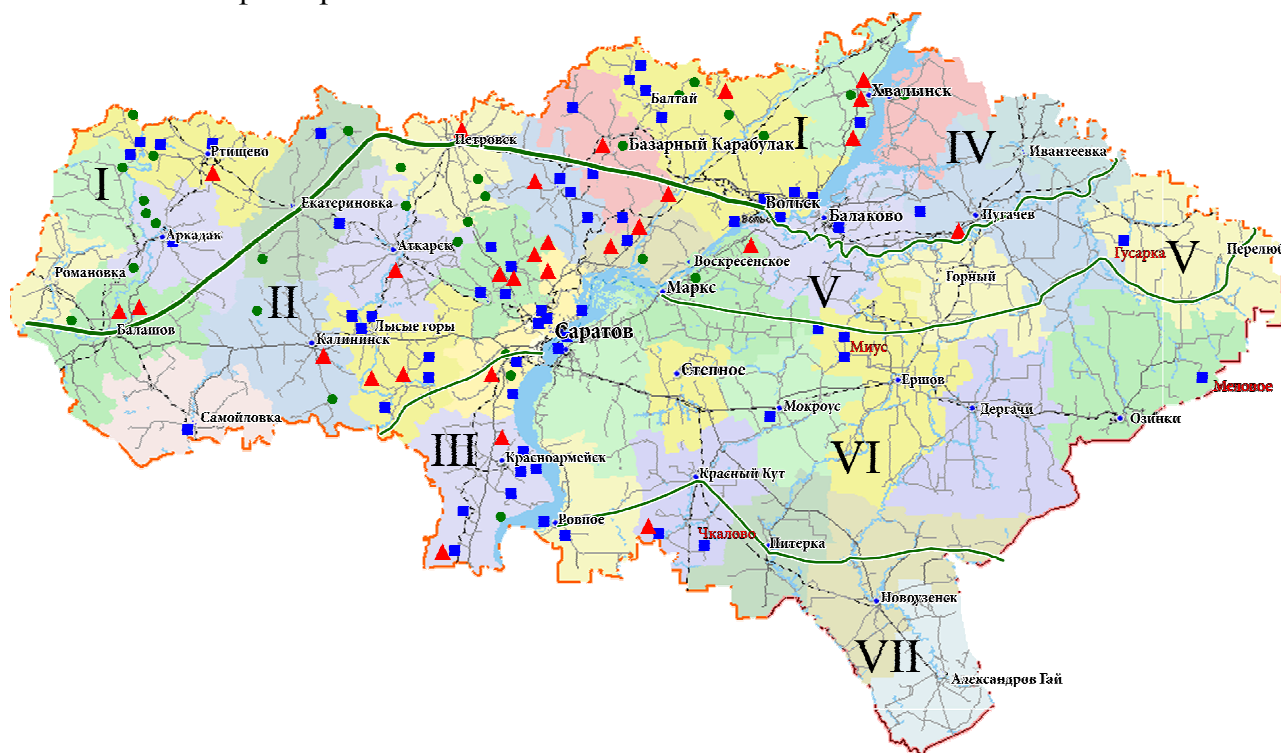 Хвалынск
Балтай
I
IV
Ивантеевка
Петровск
Базарный Карабулак
Ртищево
I
Екатериновка
Вольск
Балаково
Пугачев
Аркадак
Аткарск
Гусарка
V
Перелюб
Романовка
Воскресенское
Горный
V
Маркс
II
Балашов
Лысые горы
Саратов
Калининск
Миус
Степное
Ершов
Меловое
Самойловка
Мокроус
Дергачи
Озинки
III
Красноармейск
VI
Красный Кут
Ровное
Чкалово
Питерка
Новоузенск
VII
Александров Гай